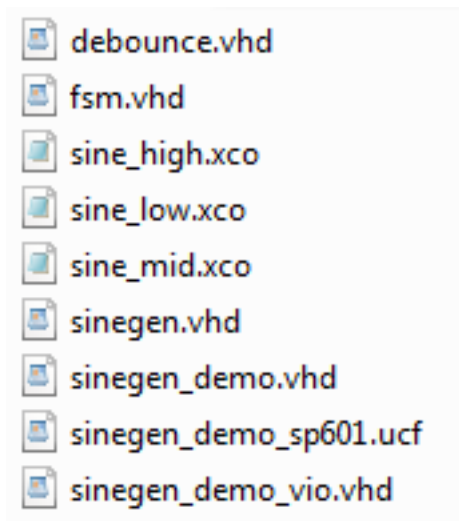 debounce.vhd
fsm.vhd
sine_high.xco
sine_low.xco
sine_mid.xco
sinegen.vhd
sinegen_demo.vhd
sinegen_demo_sp601.ucf
sinegen_demo_vio.vhd